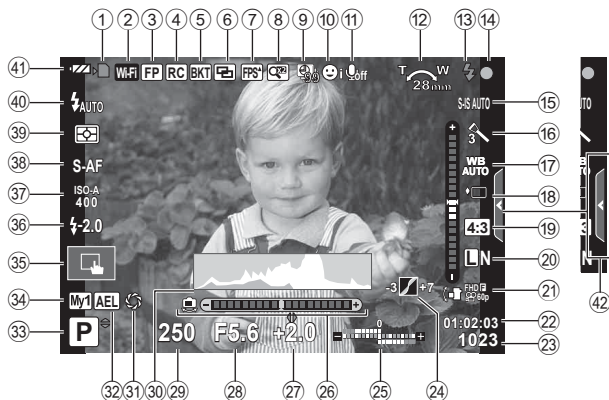 1 2 3 4 5 6 7 8 9 10 11 12 13 14
41 Wi-Fi FP RC BKT FPS 99 i off T W 28mm
40 AUTO S-IS AUTO 15
39 3 16
38 S-AF WB AUTO 17
37 ISO-A 400 18
36 -2.0 4:3 19
35 L N 20
-3 +7 FHD F 60p 21
34 My1 AEL 01:02:03 22
33 P 250 F5.6 +2.0 0 1023 23
32 31 30 29 28 27 26 25 24
42